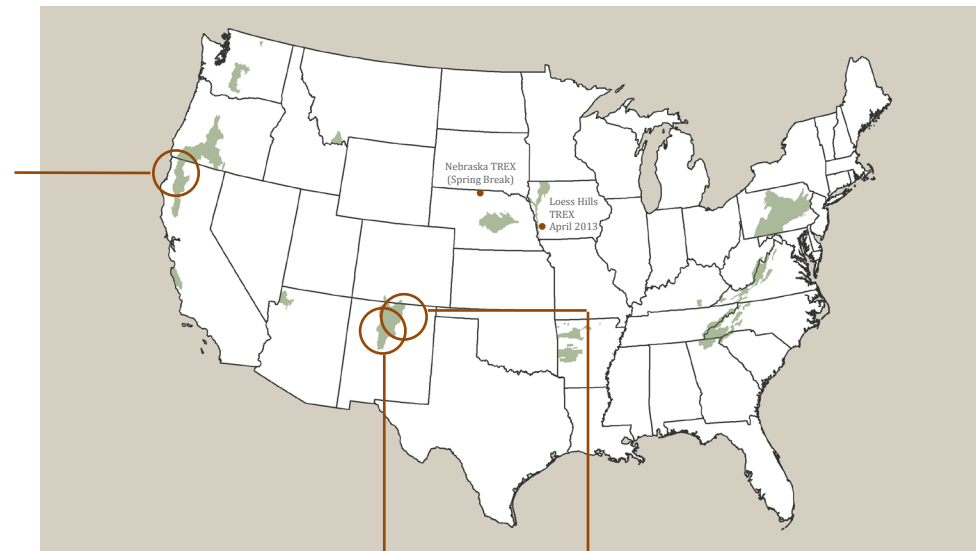 Nebraska TREX
(Spring Break)
Loess Hills
TREX
April 2013